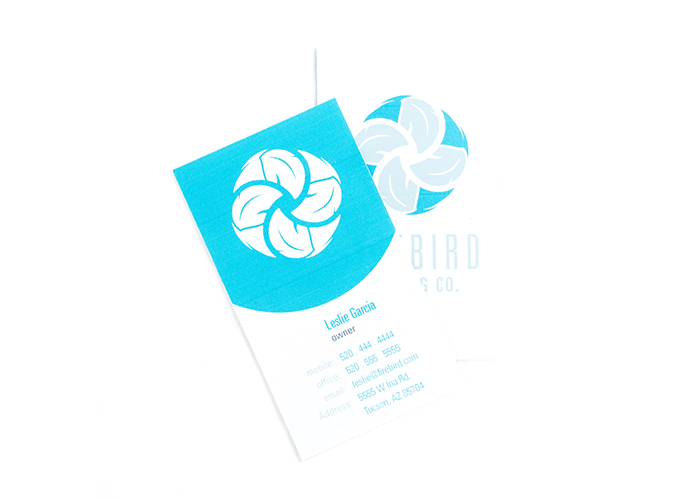 BIRD
& CO.
Leslie Garcia
owner
mobile: 520 444 4444
office: 520 555 5555
email: leslie@firebird.com
Address: 5555 W Ina Rd.
Tucson, AZ 85704